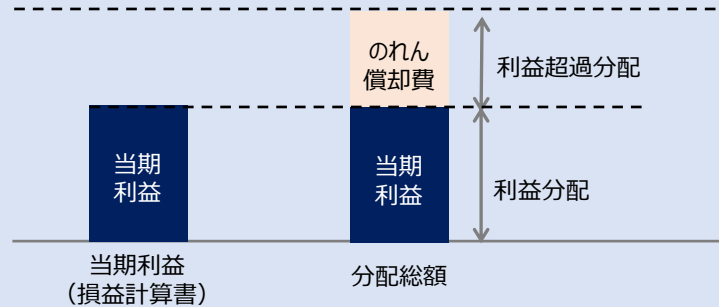 のれん
償却費
利益超過分配
当期
利益
当期
利益
利益分配
当期利益
（損益計算書）
分配総額